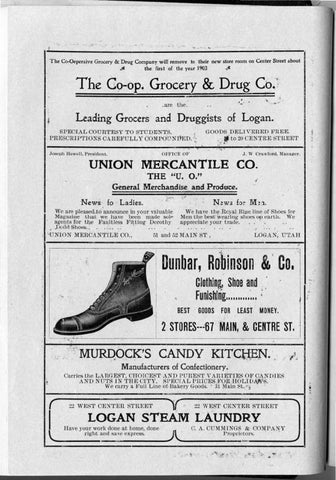 The Co-Operative Grocery & Drug Company will remove to their new store room on Center Street about
the first of the year 1903
The Co-op. Grocery & Drug Co.
are the
Leading Grocers and Druggists of Logan.
SPECIAL COURTESY TO STUDENTS.
PRESCRIPTIONS CAREFULLY COMPOUNDED.
GOODS DELIVERED FREE
to 29 CENTRE STREET
Joseph Howell, President.
OFFICE OF
J. W. Crawford, Manager.
UNION MERCANTILE CO.
THE "U. O."
General Merchandise and Produce.
News to Ladies.
We are pleased to announce in your valuable
Magazine that we have been made sole
agents for the Faultless Fitting Dorothy
Dodd Shoes.
News for Men.
We have the Royal Blue line of Shoes for
Men the best wearing shoes on earth. We
appreciate your trade.
UNION MERCANTILE CO.,
51 and 52 MAIN ST.,
LOGAN, UTAH
Dunbar, Robinson & Co.
Clothing, Shoe and
Furnishing.............
BEST GOODS FOR LEAST MONEY.
2 STORES—67 MAIN, & CENTRE ST.
MURDOCK'S CANDY KITCHEN.
Manufacturers of Confectionery.
Carries the LARGEST, CHOICEST AND PUREST VARIETIES OF CANDIES
AND NUTS IN THE CITY. SPECIAL PRICES FOR HOLIDAYS.
We carry a Full Line of Bakery Goods. 31 Main St.
22 WEST CENTER STREET
22 WEST CENTER STREET
LOGAN STEAM LAUNDRY
Have your work done at home, done
right and save express.
C. A. CUMMINGS & COMPANY
Proprietors.